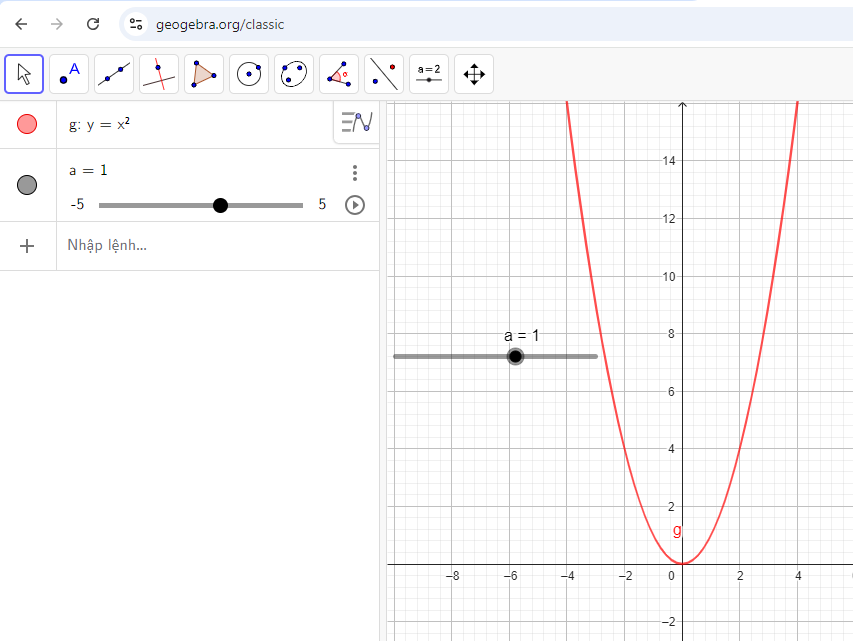 geogebra.org/classic
A
a=2
g: y = x²
a = 1
-5
5
Nhập lệnh...
14
12
10
a = 1
8
6
4
2
g
–8
–6
–4
–2
0
2
4
–2